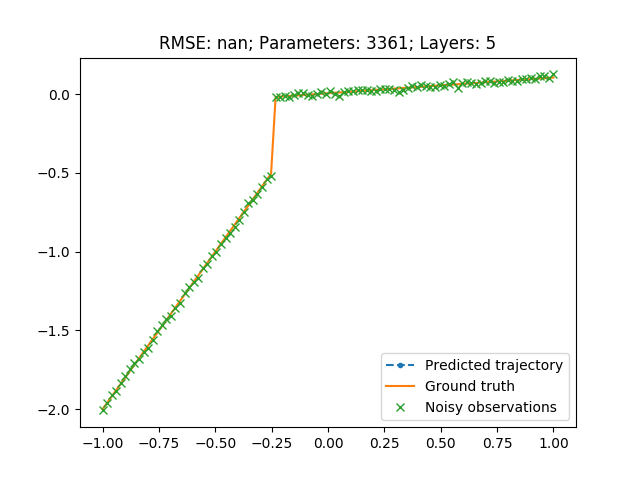 RMSE: nan; Parameters: 3361; Layers: 5
0.0
−0.5
−1.0
−1.5
−2.0
Predicted trajectory
Ground truth
Noisy observations
−1.00 −0.75 −0.50 −0.25 0.00 0.25 0.50 0.75 1.00